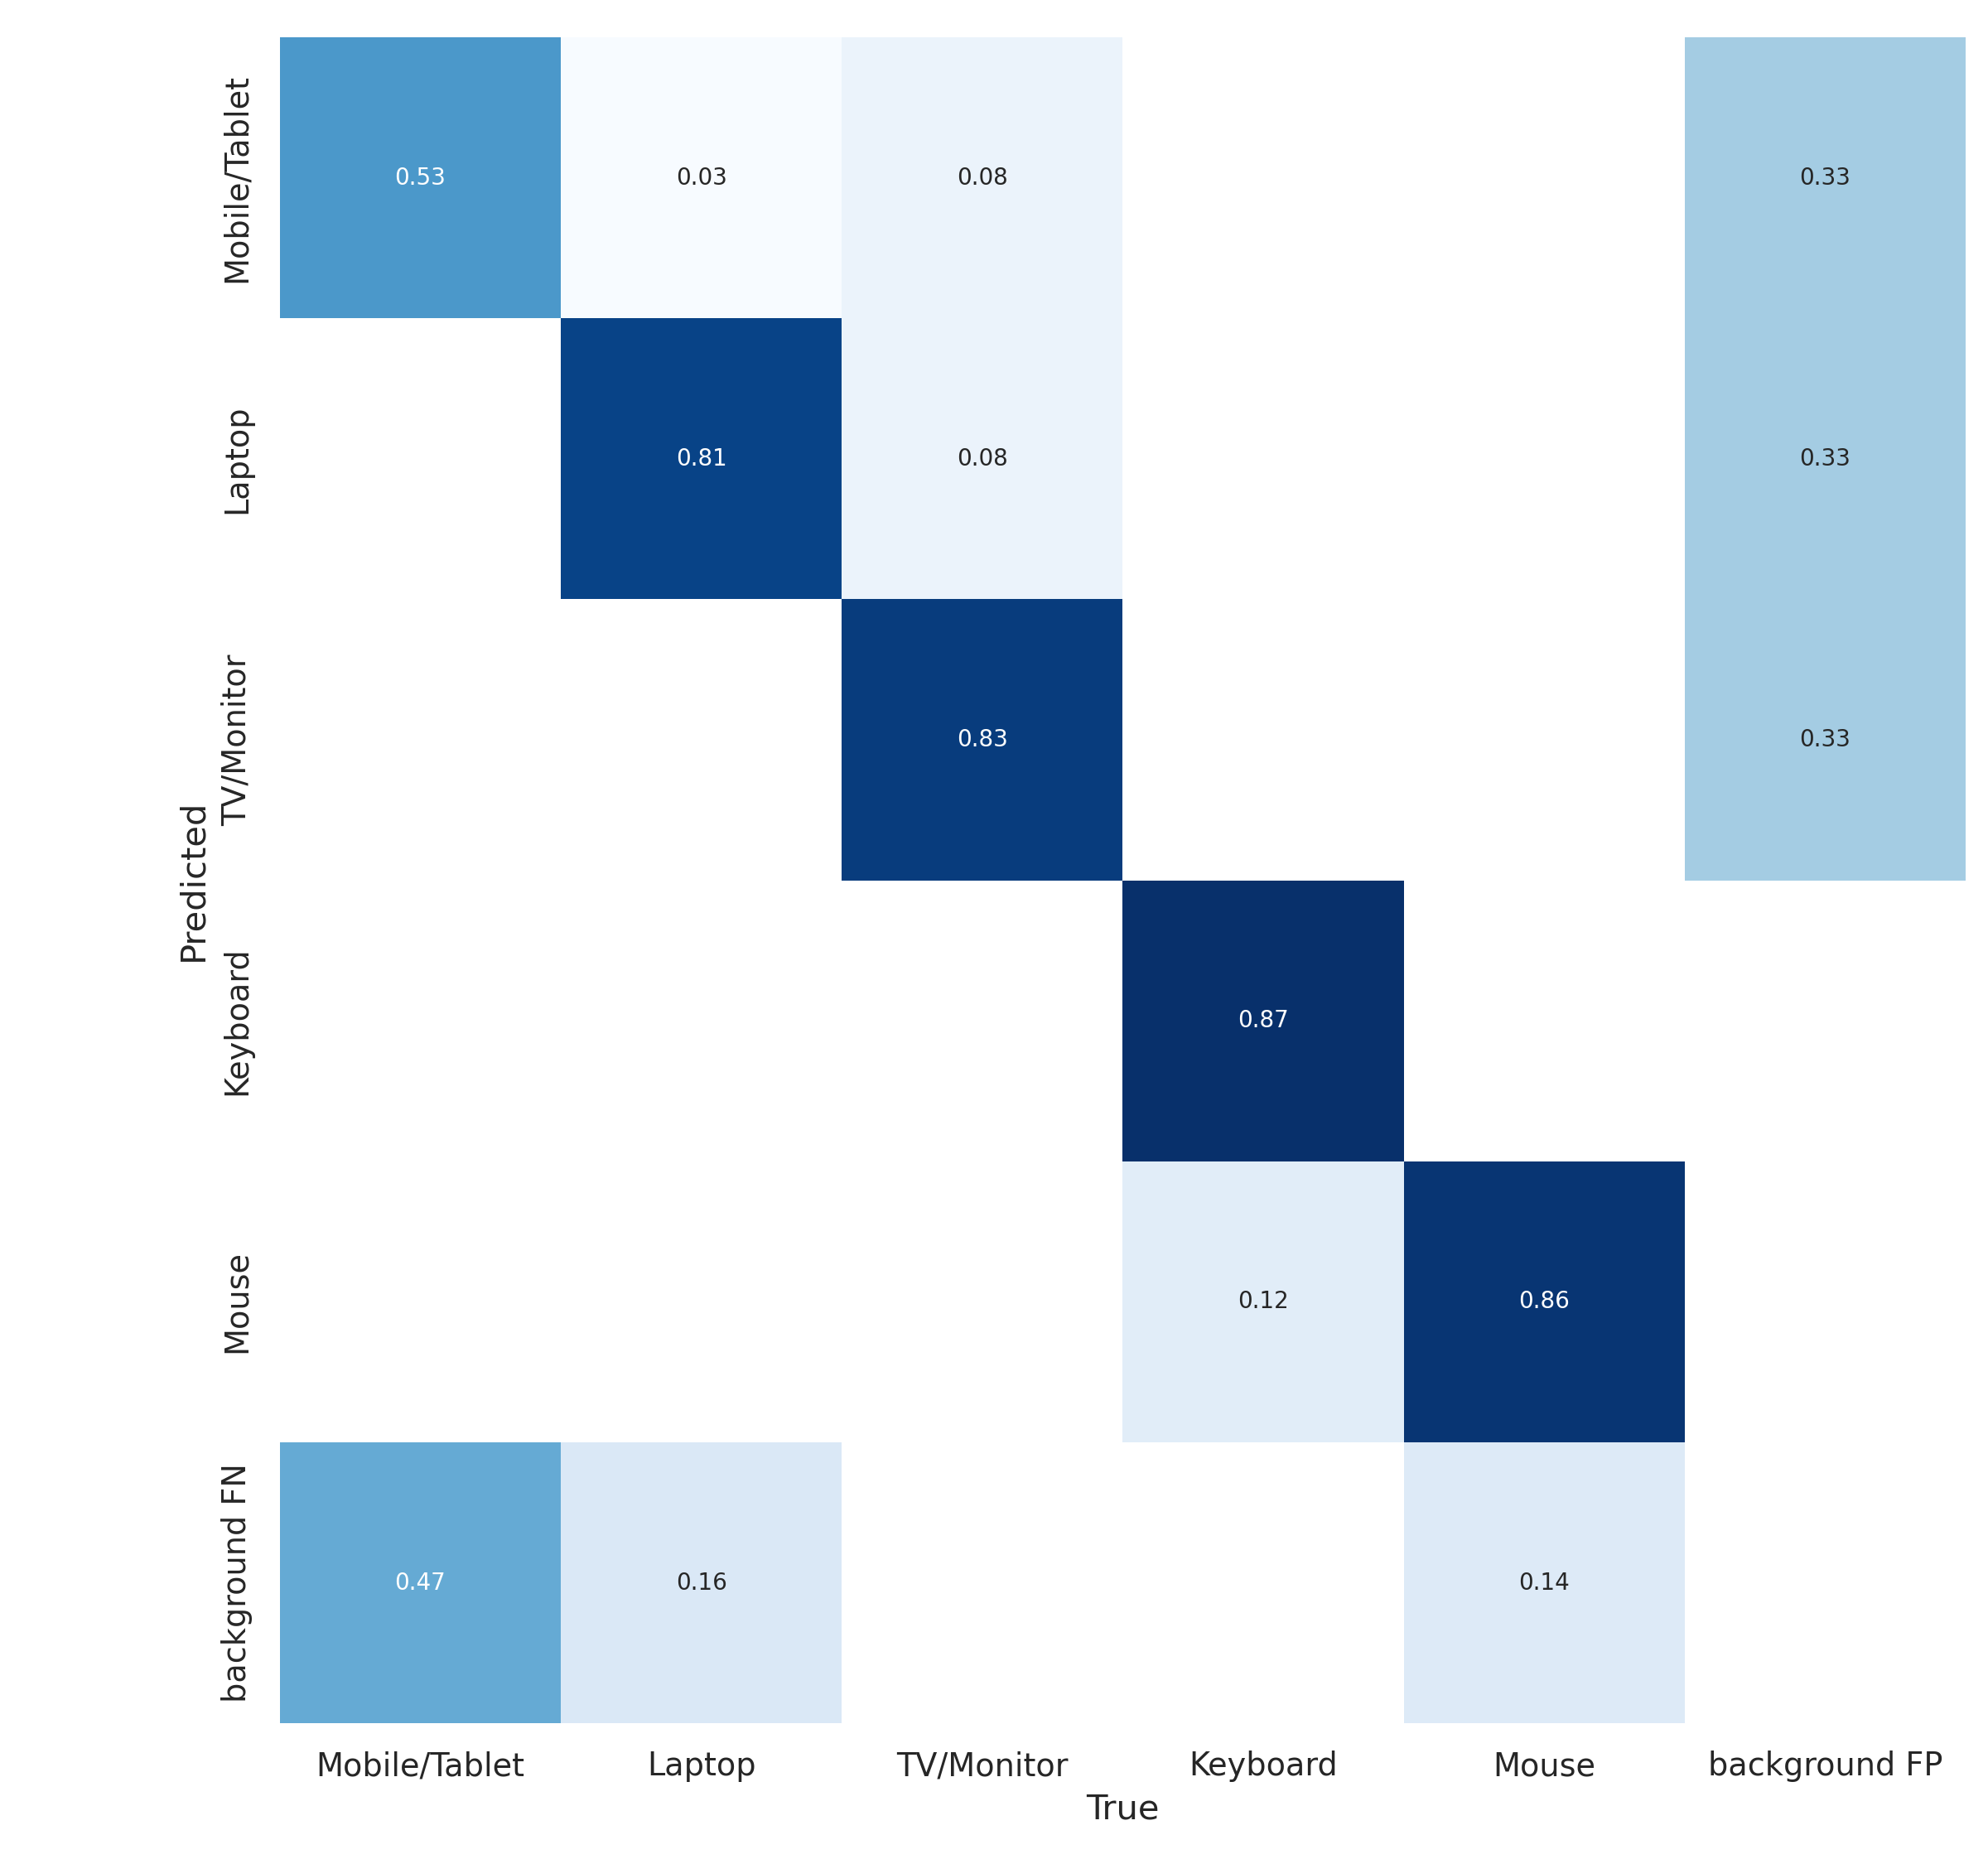 Predicted
Mobile/Tablet
0.53
0.03
0.08
0.33
Laptop
0.81
0.08
0.33
TV/Monitor
0.83
0.33
Keyboard
0.87
Mouse
0.12
0.86
background FN
0.47
0.16
0.14
Mobile/Tablet
Laptop
TV/Monitor
Keyboard
Mouse
background FP
True